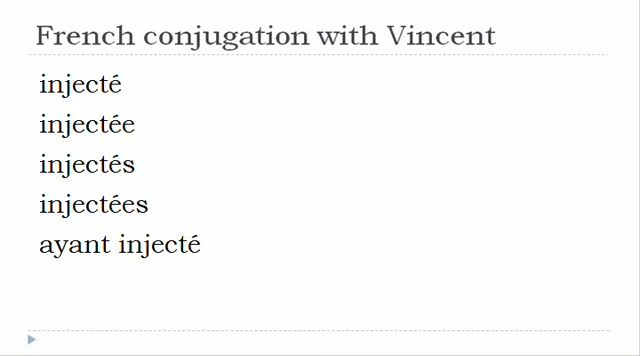 French conjugation with Vincent
injecté
injectée
injectés
injectées
ayant injecté